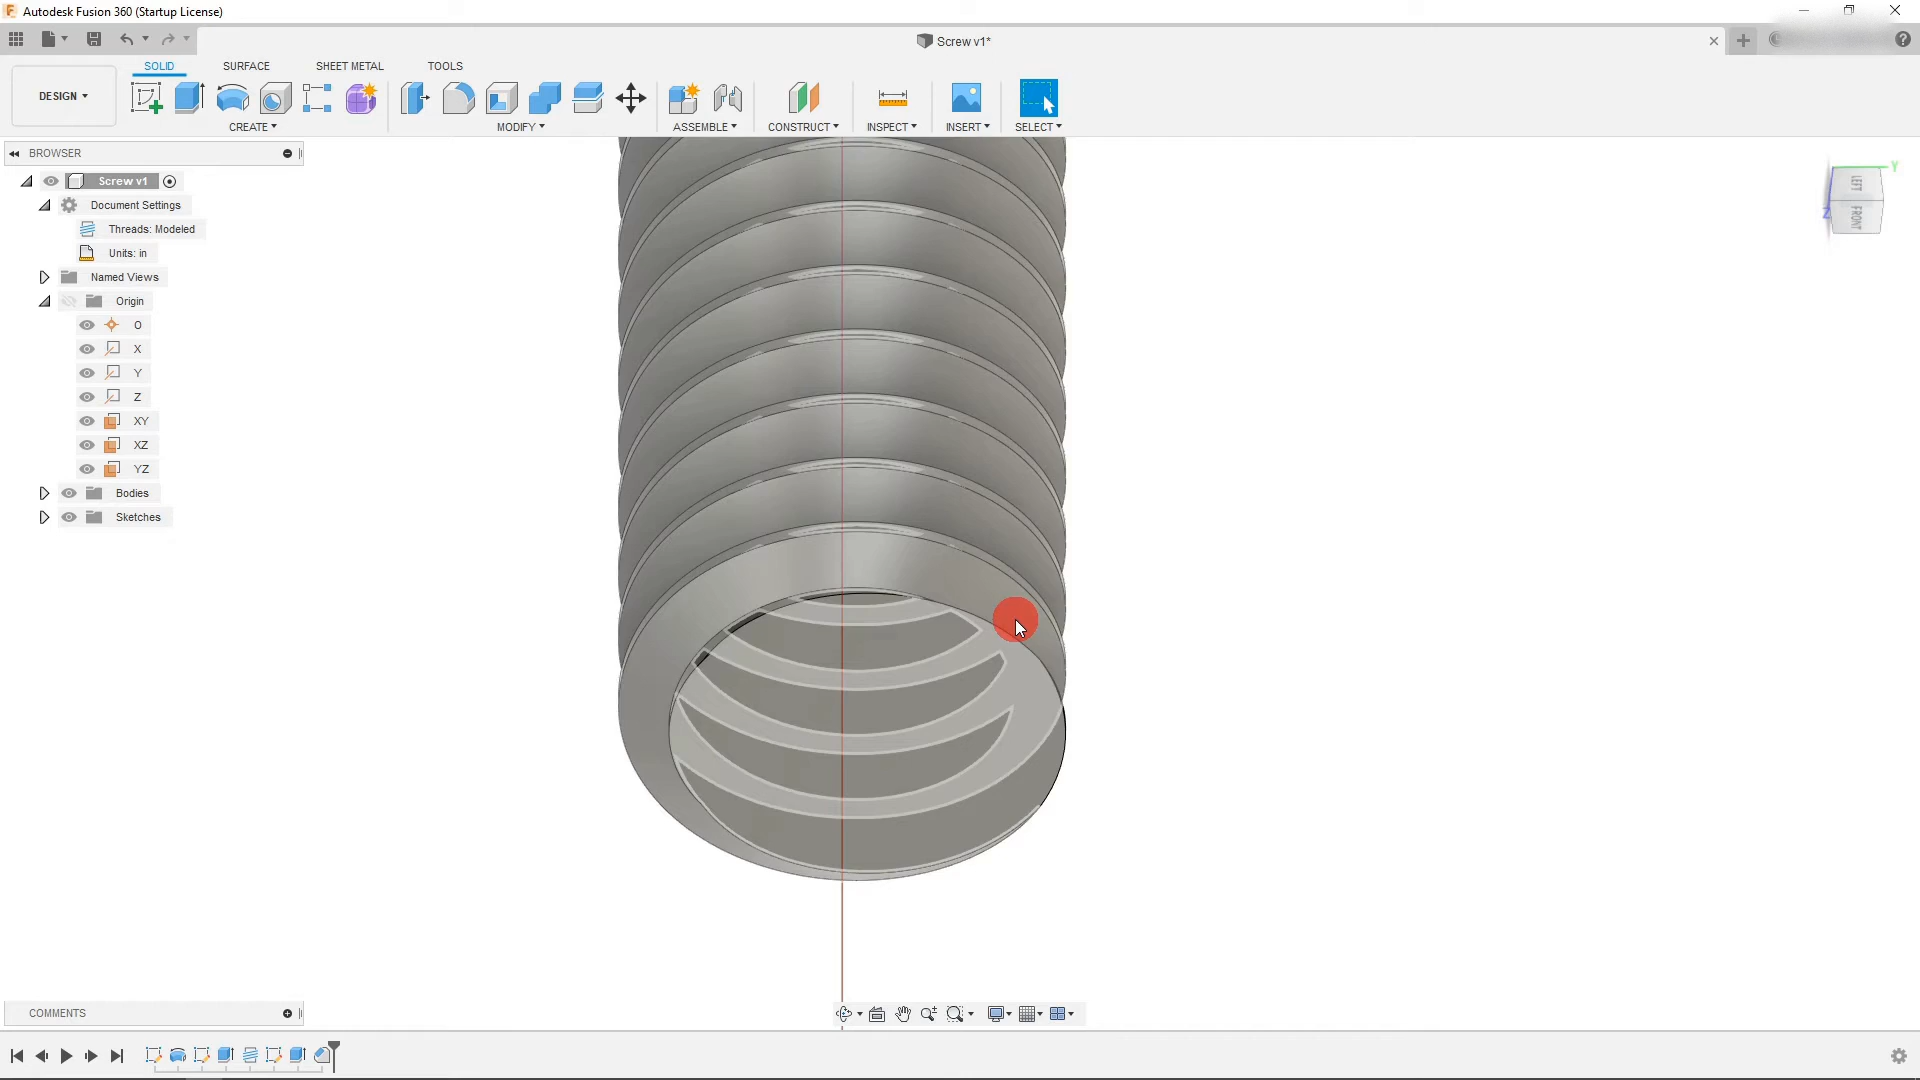 Autodesk Fusion 360 (Startup License)
Screw v1*
DESIGN
SOLID
SURFACE
SHEET METAL
TOOLS
CREATE
MODIFY
ASSEMBLE
CONSTRUCT
INSPECT
INSERT
SELECT
BROWSER
Screw v1
Document Settings
Threads: Modeled
Units: in
Named Views
Origin
O
X
Y
Z
XY
XZ
YZ
Bodies
Sketches
Y
LEFT
Z
FRONT
COMMENTS